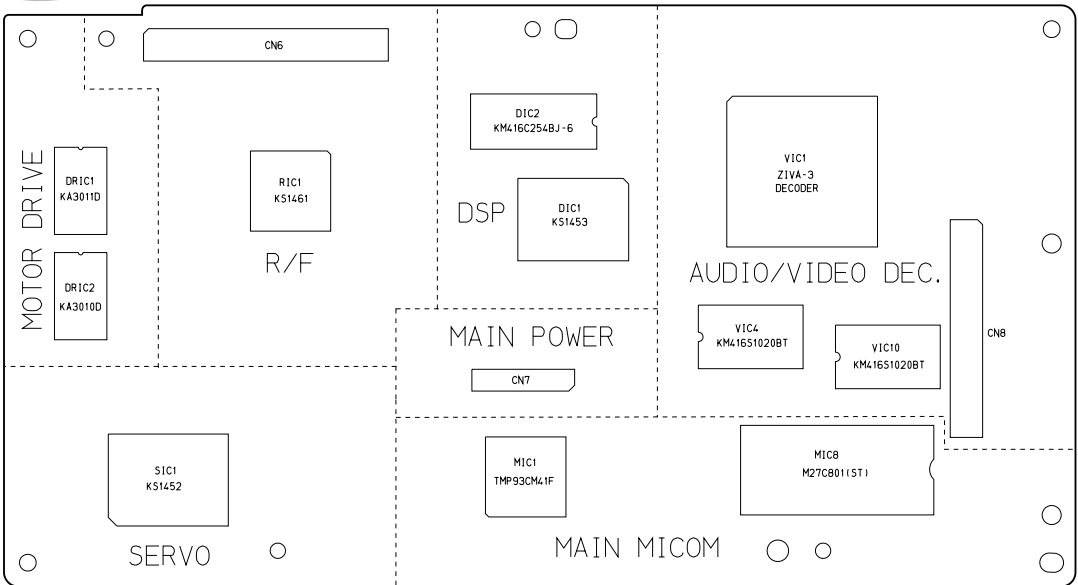 CN6
DIC2
KM416C254BJ-6
VIC1
ZIVA-3
DECODER
MOTOR DRIVE
DRIC1
KA3011D
RIC1
KS1461
DSP
DIC1
KS1453
R/F
AUDIO/VIDEO DEC.
DRIC2
KA3010D
MAIN POWER
VIC4
KM416S1020BT
VIC10
KM416S1020BT
CN8
CN7
SIC1
KS1452
MIC1
TMP93CM41F
MIC8
M27C801(ST)
SERVO
MAIN MICOM